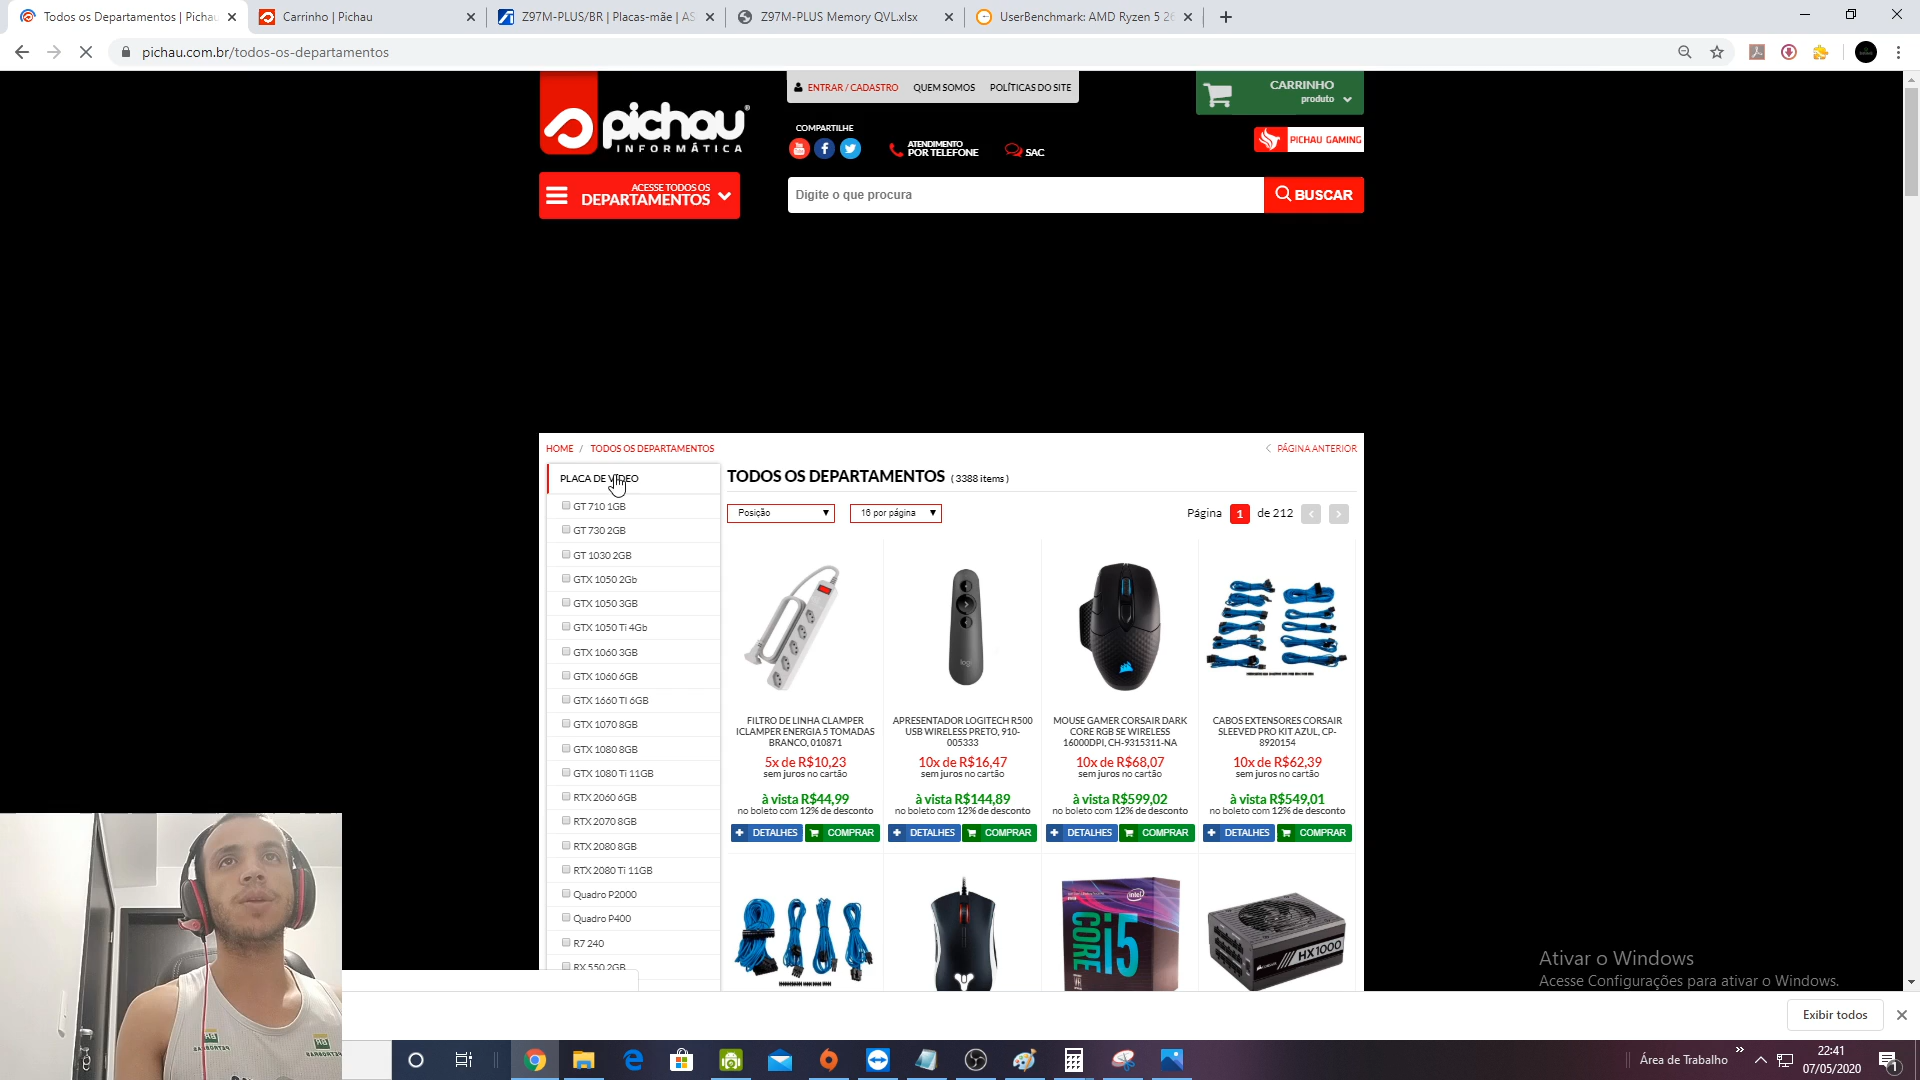 Todos os Departamentos | Pichau
Carrinho | Pichau
Z97M-PLUS/BR | Placas-mãe | AS
Z97M-PLUS Memory QVL.xlsx
UserBenchmark: AMD Ryzen 5 26
pichau.com.br/todos-os-departamentos
pichau
INFORMÁTICA
ENTRAR / CADASTRO QUEM SOMOS POLÍTICAS DO SITE
CARRINHO
produto
COMPARTILHE
ATENDIMENTO
POR TELEFONE
SAC
PICHAU GAMING
ACESSE TODOS OS
DEPARTAMENTOS
Digite o que procura
BUSCAR
HOME / TODOS OS DEPARTAMENTOS
PÁGINA ANTERIOR
PLACA DE VÍDEO
GT 710 1GB
GT 730 2GB
GT 1030 2GB
GTX 1050 2Gb
GTX 1050 3GB
GTX 1050 Ti 4Gb
GTX 1060 3GB
GTX 1060 6GB
GTX 1660 TI 6GB
GTX 1070 8GB
GTX 1080 8GB
GTX 1080 Ti 11GB
RTX 2060 6GB
RTX 2070 8GB
RTX 2080 8GB
RTX 2080 Ti 11GB
Quadro P2000
Quadro P400
R7 240
RX 550 2GB
TODOS OS DEPARTAMENTOS ( 3388 items )
Posição
16 por página
Página 1 de 212
FILTRO DE LINHA CLAMPER
ICLAMPER ENERGIA 5 TOMADAS
BRANCO, 010871
5x de R$10,23
sem juros no cartão
à vista R$44,99
no boleto com 12% de desconto
DETALHES COMPRAR
APRESENTADOR LOGITECH R500
USB WIRELESS PRETO, 910-
005333
10x de R$16,47
sem juros no cartão
à vista R$144,89
no boleto com 12% de desconto
DETALHES COMPRAR
MOUSE GAMER CORSAIR DARK
CORE RGB SE WIRELESS
16000DPI, CH-9315311-NA
10x de R$68,07
sem juros no cartão
à vista R$599,02
no boleto com 12% de desconto
DETALHES COMPRAR
CABOS EXTENSORES CORSAIR
SLEEVED PRO KIT AZUL, CP-
8920154
10x de R$62,39
sem juros no cartão
à vista R$549,01
no boleto com 12% de desconto
DETALHES COMPRAR
intel
CORE i5
HX1000
Ativar o Windows
Acesse Configurações para ativar o Windows.
Exibir todos
BR
PETROBRAS
BR
PETROBRAS
Área de Trabalho
22:41
07/05/2020
1